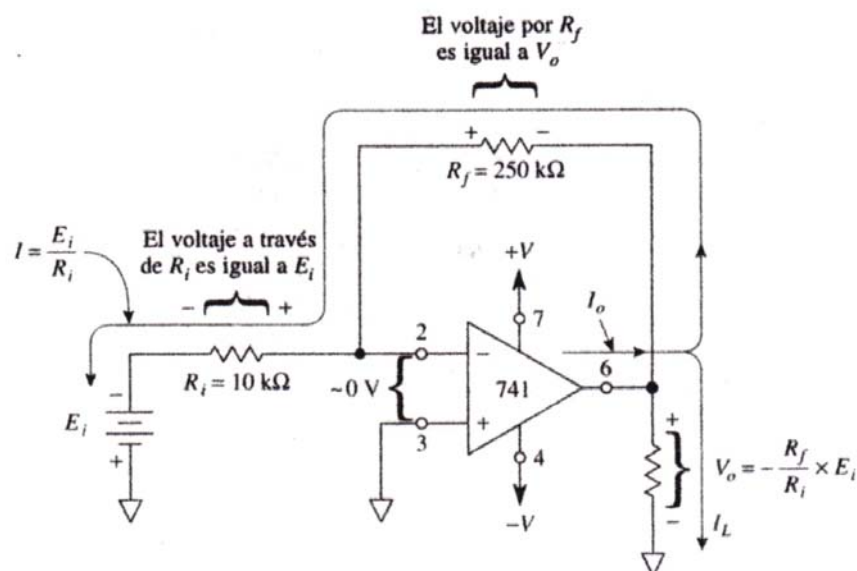 El voltaje por R_f
es igual a V_o
+ −
R_f = 250 kΩ
I = E_i / R_i
El voltaje a través
de R_i es igual a E_i
− +
+V
I_o
7
2
−
R_i = 10 kΩ
~0 V
741
6
−
E_i
+
3
+
4
+
V_o = − R_f / R_i × E_i
−
−V
I_L